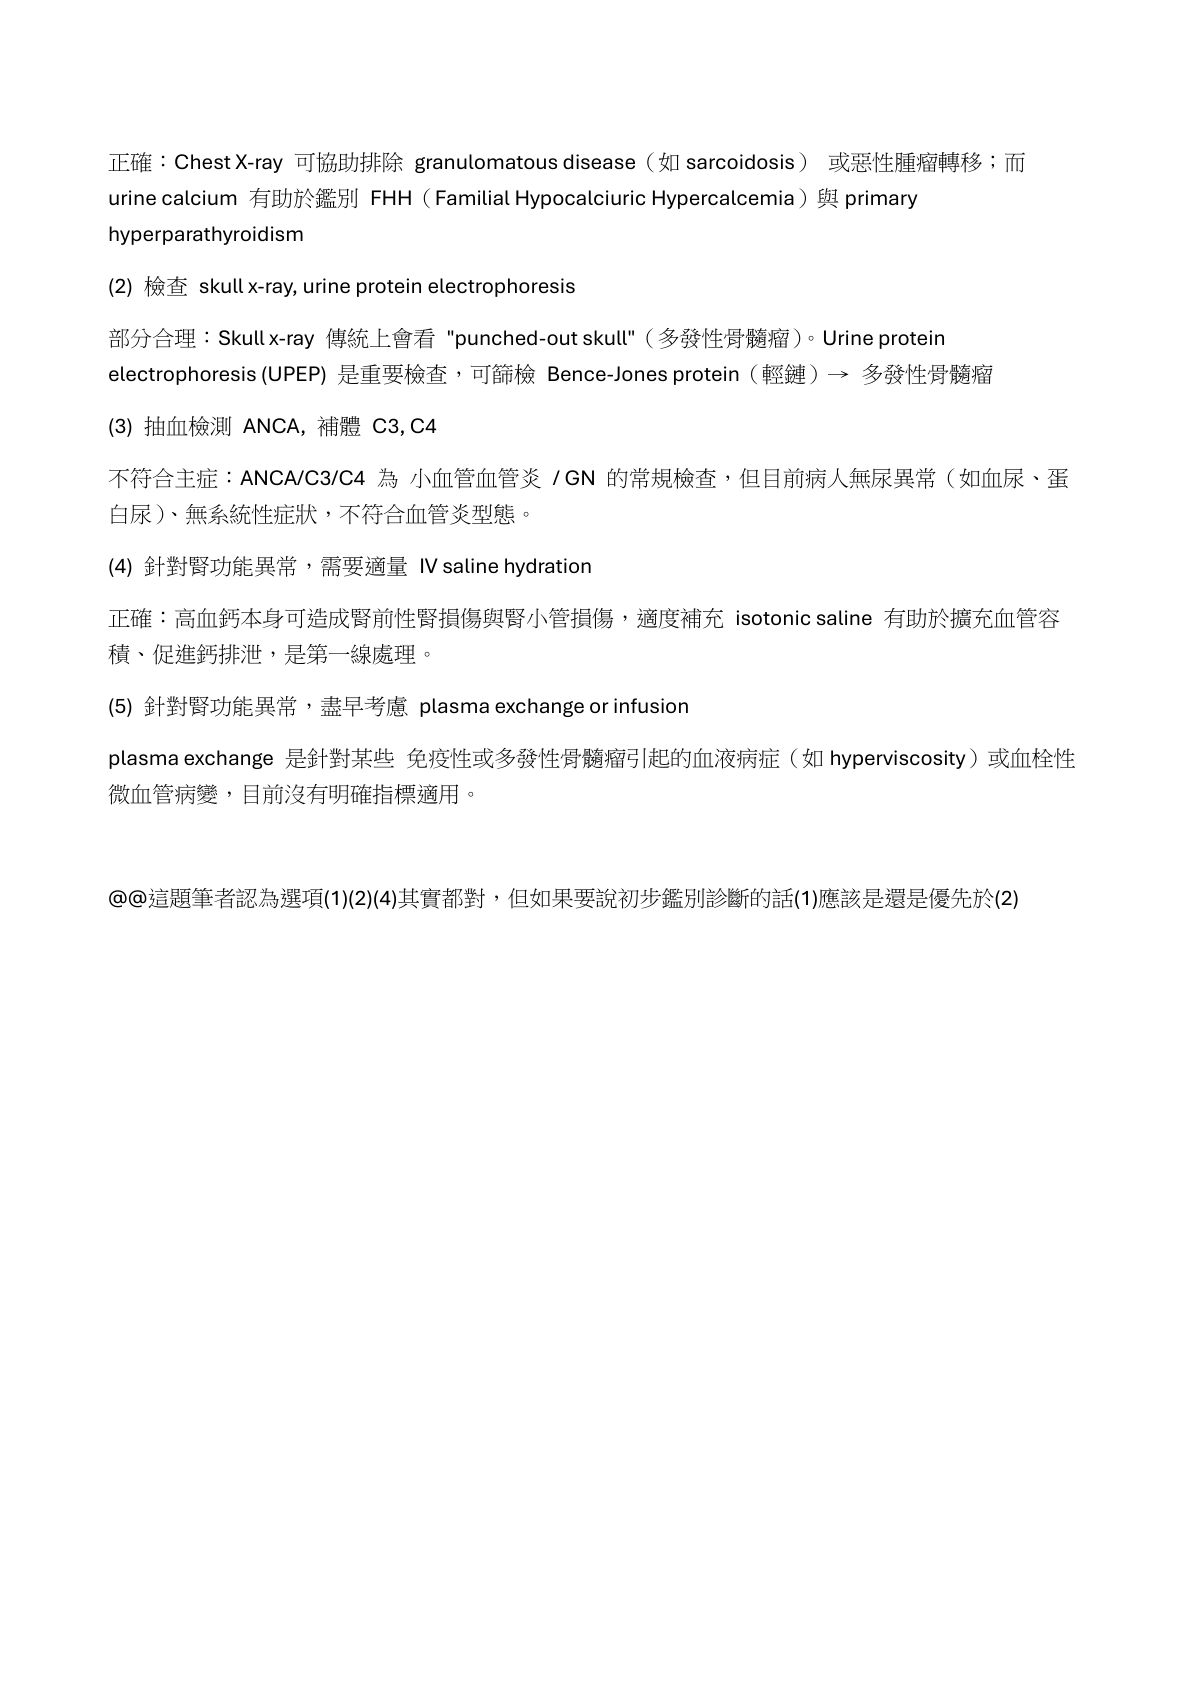 正確：Chest X-ray 可協助排除 granulomatous disease（如 sarcoidosis） 或惡性腫瘤轉移；而
urine calcium 有助於鑑別 FHH（Familial Hypocalciuric Hypercalcemia）與 primary
hyperparathyroidism
(2) 檢查 skull x-ray, urine protein electrophoresis
部分合理：Skull x-ray 傳統上會看 "punched-out skull"（多發性骨髓瘤）。Urine protein
electrophoresis (UPEP) 是重要檢查，可篩檢 Bence-Jones protein（輕鏈）→ 多發性骨髓瘤
(3) 抽血檢測 ANCA, 補體 C3, C4
不符合主症：ANCA/C3/C4 為 小血管血管炎 / GN 的常規檢查，但目前病人無尿異常（如血尿、蛋
白尿）、無系統性症狀，不符合血管炎型態。
(4) 針對腎功能異常，需要適量 IV saline hydration
正確：高血鈣本身可造成腎前性腎損傷與腎小管損傷，適度補充 isotonic saline 有助於擴充血管容
積、促進鈣排泄，是第一線處理。
(5) 針對腎功能異常，盡早考慮 plasma exchange or infusion
plasma exchange 是針對某些 免疫性或多發性骨髓瘤引起的血液病症（如 hyperviscosity）或血栓性
微血管病變，目前沒有明確指標適用。
@@這題筆者認為選項(1)(2)(4)其實都對，但如果要說初步鑑別診斷的話(1)應該是還是優先於(2)